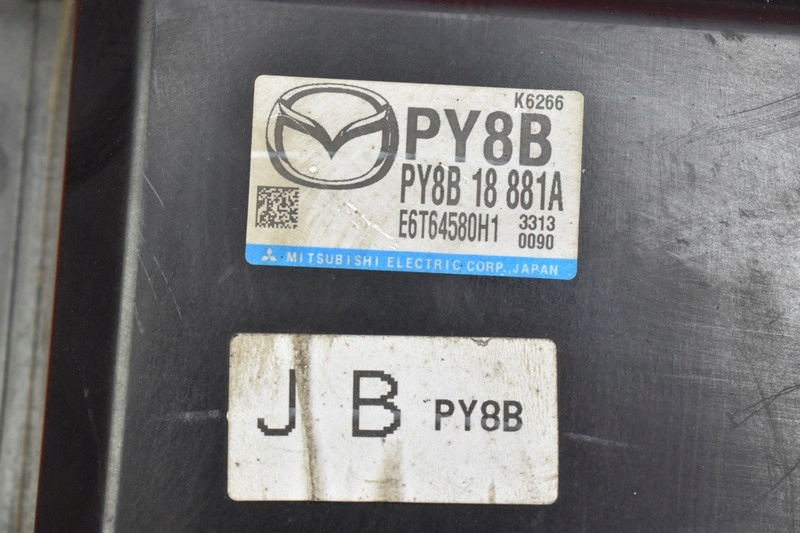 K6266
PY8B
PY8B 18 881A
E6T64580H1 3313
0090
MITSUBISHI ELECTRIC CORP., JAPAN
J B PY8B